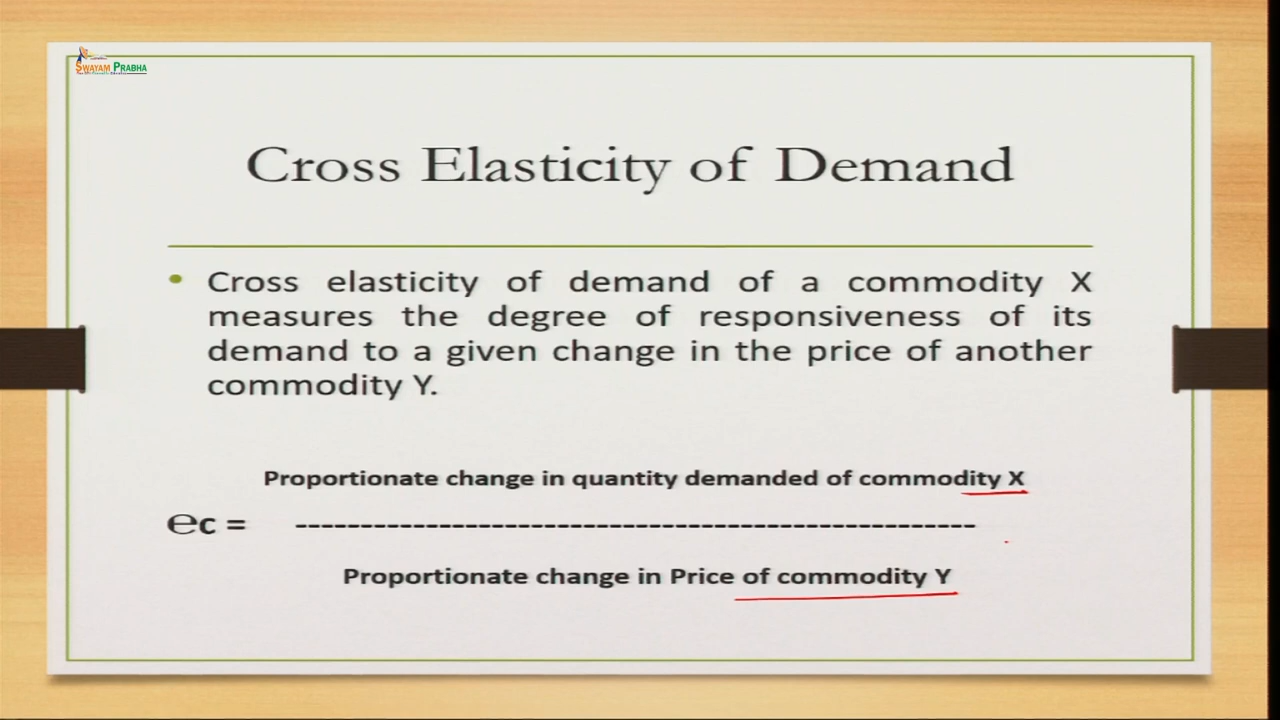 SWAYAM PRABHA
Cross Elasticity of Demand
• Cross elasticity of demand of a commodity X
measures the degree of responsiveness of its
demand to a given change in the price of another
commodity Y.
Proportionate change in quantity demanded of commodity X
ec = ----------------------------------------------------
Proportionate change in Price of commodity Y